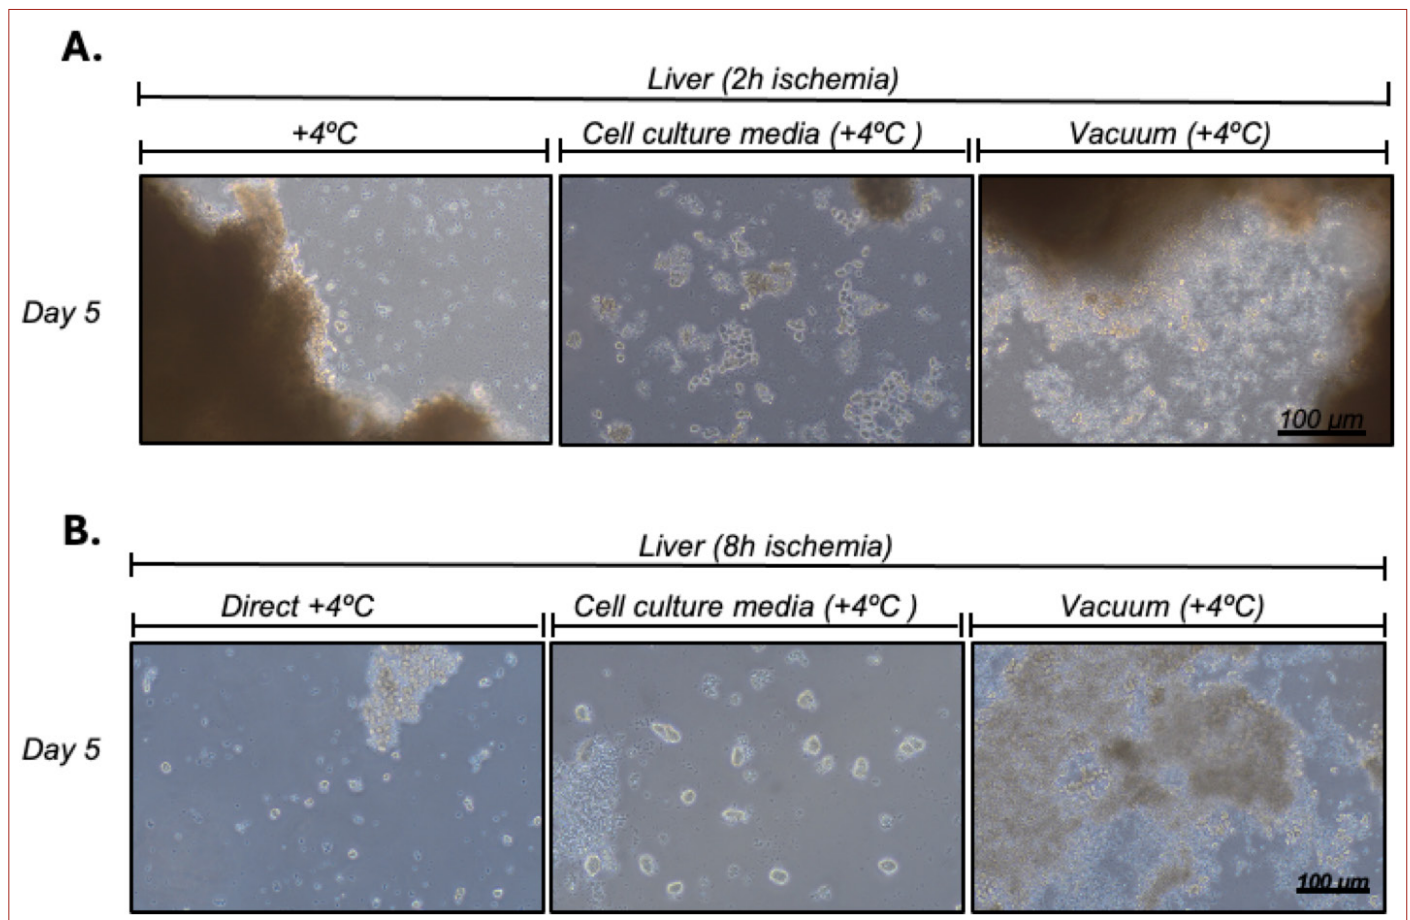 A.
Liver (2h ischemia)
+4ºC
Cell culture media (+4ºC )
Vacuum (+4ºC)
Day 5
100 µm
B.
Liver (8h ischemia)
Direct +4ºC
Cell culture media (+4ºC )
Vacuum (+4ºC)
Day 5
100 µm